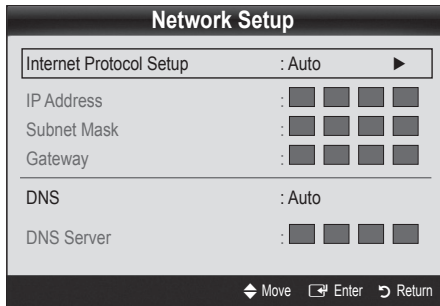 Network Setup
Internet Protocol Setup : Auto ►
IP Address :
Subnet Mask :
Gateway :
DNS : Auto
DNS Server :
Move Enter Return